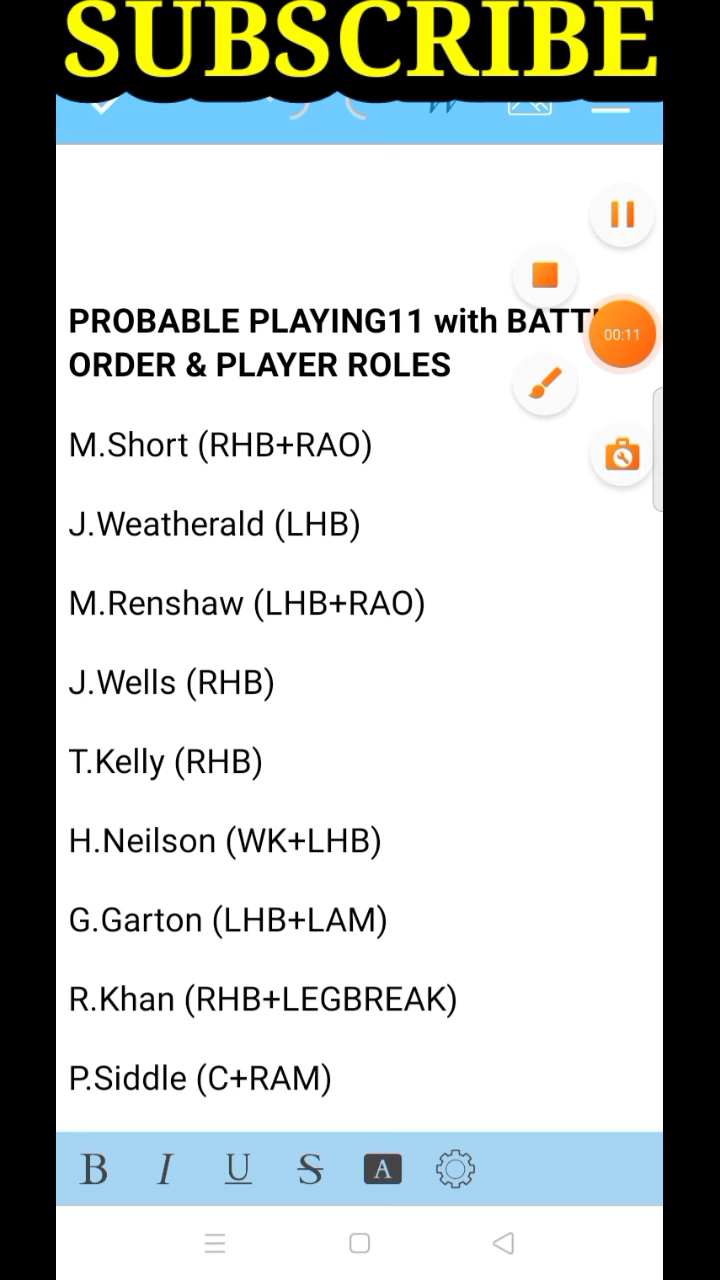 SUBSCRIBE
00:11
PROBABLE PLAYING11 with
ORDER & PLAYER ROLES
M.Short (RHB+RAO)
J.Weatherald (LHB)
M.Renshaw (LHB+RAO)
J.Wells (RHB)
T.Kelly (RHB)
H.Neilson (WK+LHB)
G.Garton (LHB+LAM)
R.Khan (RHB+LEGBREAK)
P.Siddle (C+RAM)
B I U S A